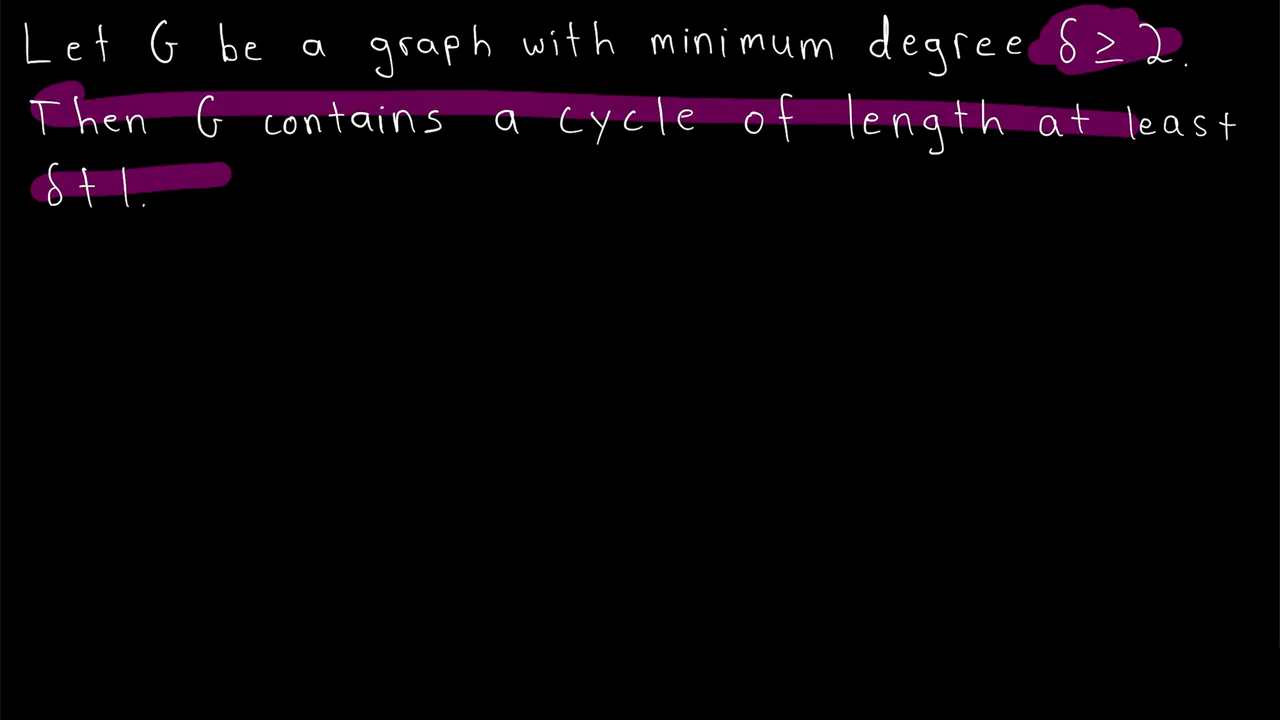 Let G be a graph with minimum degree δ ≥ 2.
Then G contains a cycle of length at least
δ + 1.